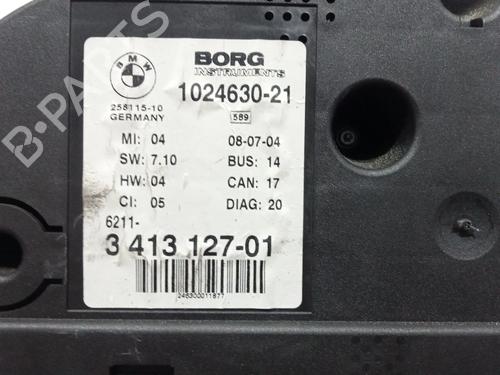 B-PARTS
BMW
BORG
INSTRUMENTS
258115-10
GERMANY
1024630-21
589
MI: 04 08-07-04
SW: 7.10 BUS: 14
HW: 04 CAN: 17
CI: 05 DIAG: 20
6211-
3 413 127-01
246300011877